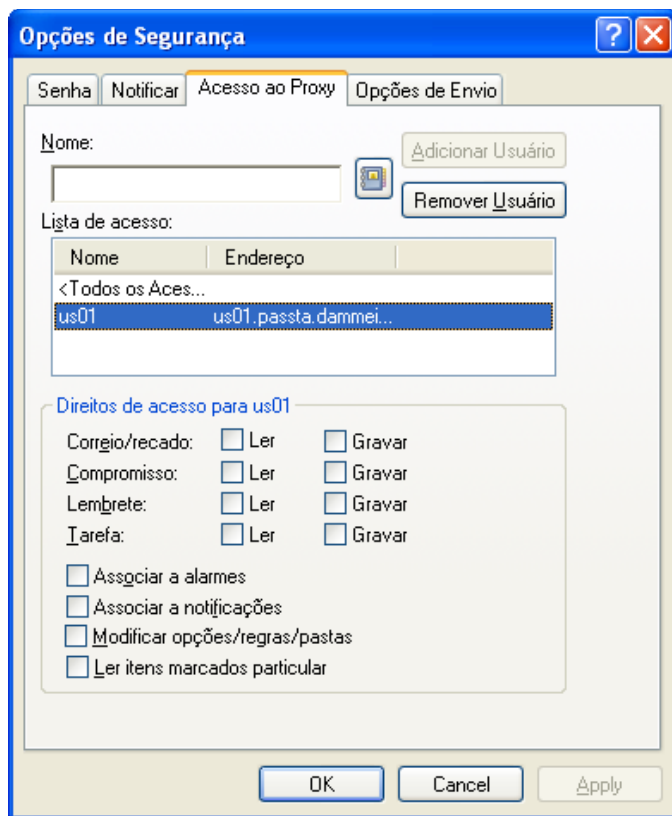 Opções de Segurança
Senha Notificar Acesso ao Proxy Opções de Envio
Nome:
Adicionar Usuário
Remover Usuário
Lista de acesso:
Nome Endereço
<Todos os Aces...
us01 us01.passta.dammei...
Direitos de acesso para us01
Correio/recado: Ler Gravar
Compromisso: Ler Gravar
Lembrete: Ler Gravar
Tarefa: Ler Gravar
Associar a alarmes
Associar a notificações
Modificar opções/regras/pastas
Ler itens marcados particular
OK Cancel Apply